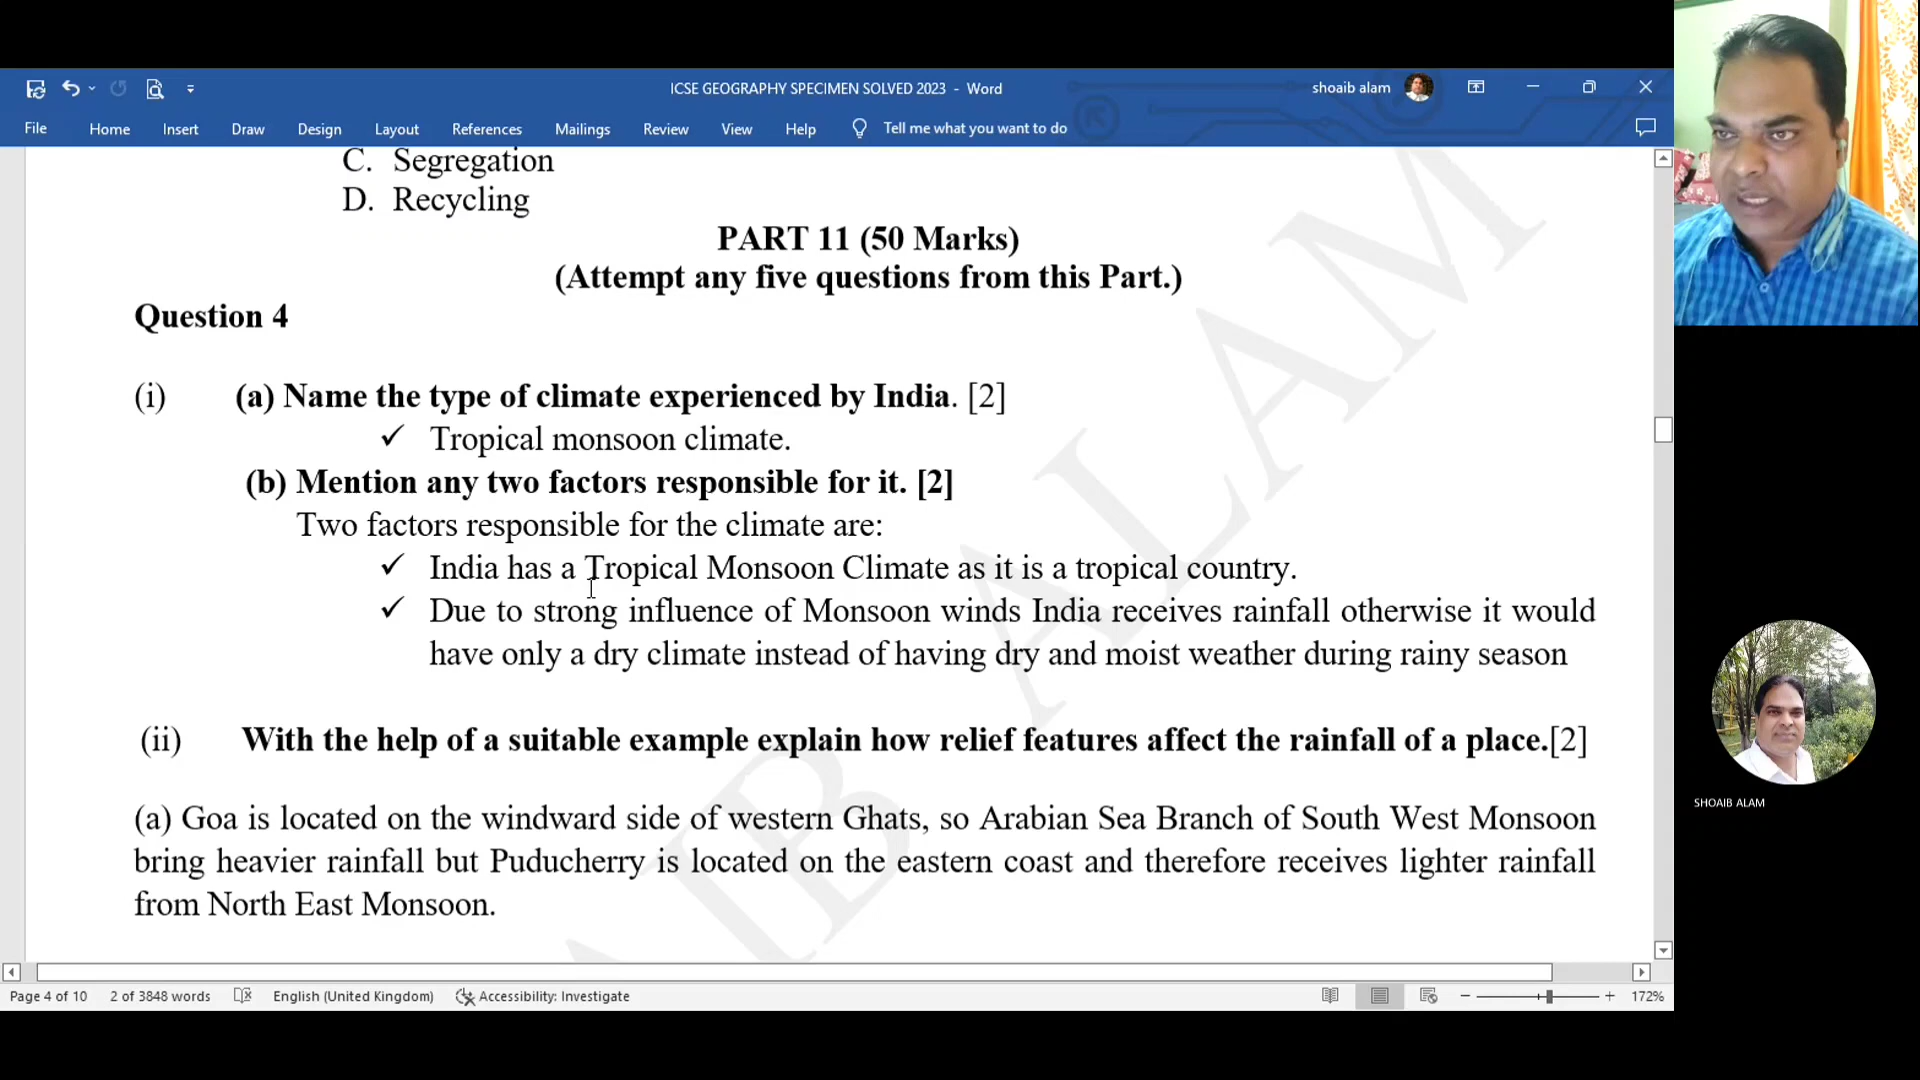 ICSE GEOGRAPHY SPECIMEN SOLVED 2023 - Word
shoaib alam
File Home Insert Draw Design Layout References Mailings Review View Help Tell me what you want to do
C. Segregation
D. Recycling
PART 11 (50 Marks)
(Attempt any five questions from this Part.)
Question 4
(i) (a) Name the type of climate experienced by India. [2]
✓ Tropical monsoon climate.
(b) Mention any two factors responsible for it. [2]
Two factors responsible for the climate are:
✓ India has a Tropical Monsoon Climate as it is a tropical country.
✓ Due to strong influence of Monsoon winds India receives rainfall otherwise it would
have only a dry climate instead of having dry and moist weather during rainy season
(ii) With the help of a suitable example explain how relief features affect the rainfall of a place.[2]
(a) Goa is located on the windward side of western Ghats, so Arabian Sea Branch of South West Monsoon
bring heavier rainfall but Puducherry is located on the eastern coast and therefore receives lighter rainfall
from North East Monsoon.
IB ALAM
SHOAIB ALAM
Page 4 of 10 2 of 3848 words English (United Kingdom) Accessibility: Investigate 172%